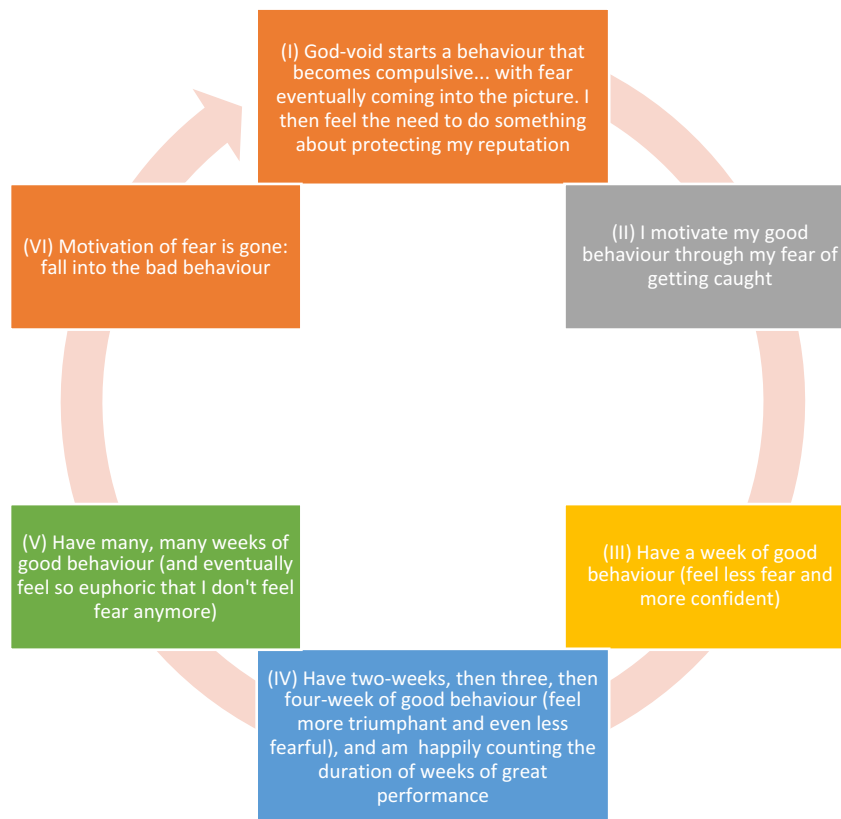 (I) God-void starts a behaviour that
becomes compulsive... with fear
eventually coming into the picture. I
then feel the need to do something
about protecting my reputation
(II) I motivate my good
behaviour through my fear of
getting caught
(III) Have a week of good
behaviour (feel less fear and
more confident)
(IV) Have two-weeks, then three, then
four-week of good behaviour (feel
more triumphant and even less
fearful), and am  happily counting the
duration of weeks of great
performance
(V) Have many, many weeks of
good behaviour (and eventually
feel so euphoric that I don't feel
fear anymore)
(VI) Motivation of fear is gone:
fall into the bad behaviour